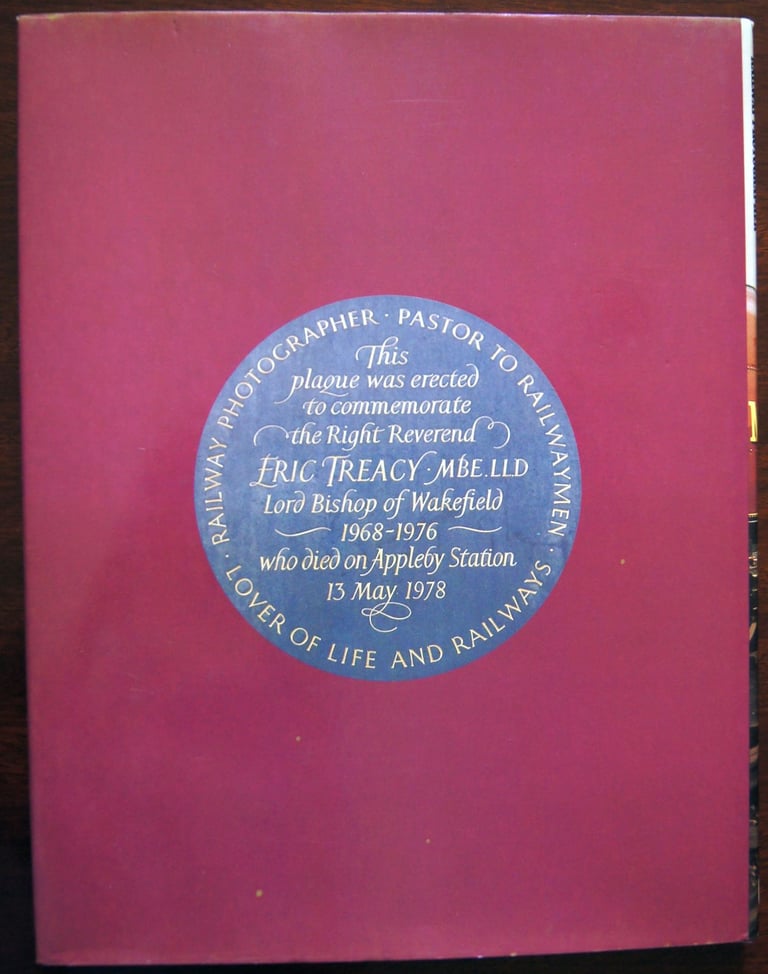 RAILWAY PHOTOGRAPHER · PASTOR TO RAILWAYMEN ·
This
plaque was erected
to commemorate
the Right Reverend
ERIC TREACY · MBE.LLD
Lord Bishop of Wakefield
1968-1976
who died on Appleby Station
13 May 1978
LOVER OF LIFE AND RAILWAYS ·